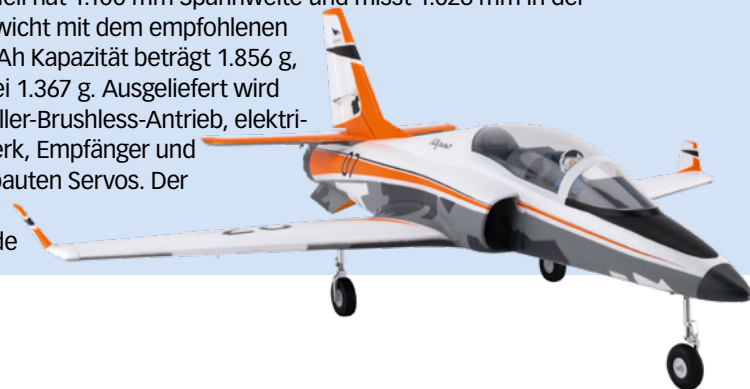 hat 1.100 mm Spannweite und misst 1.028 mm in der
wicht mit dem empfohlenen
Ah Kapazität beträgt 1.856 g,
ei 1.367 g. Ausgeliefert wird
ller-Brushless-Antrieb, elektri-
erk, Empfänger und
bauten Servos. Der
de
Viper
07